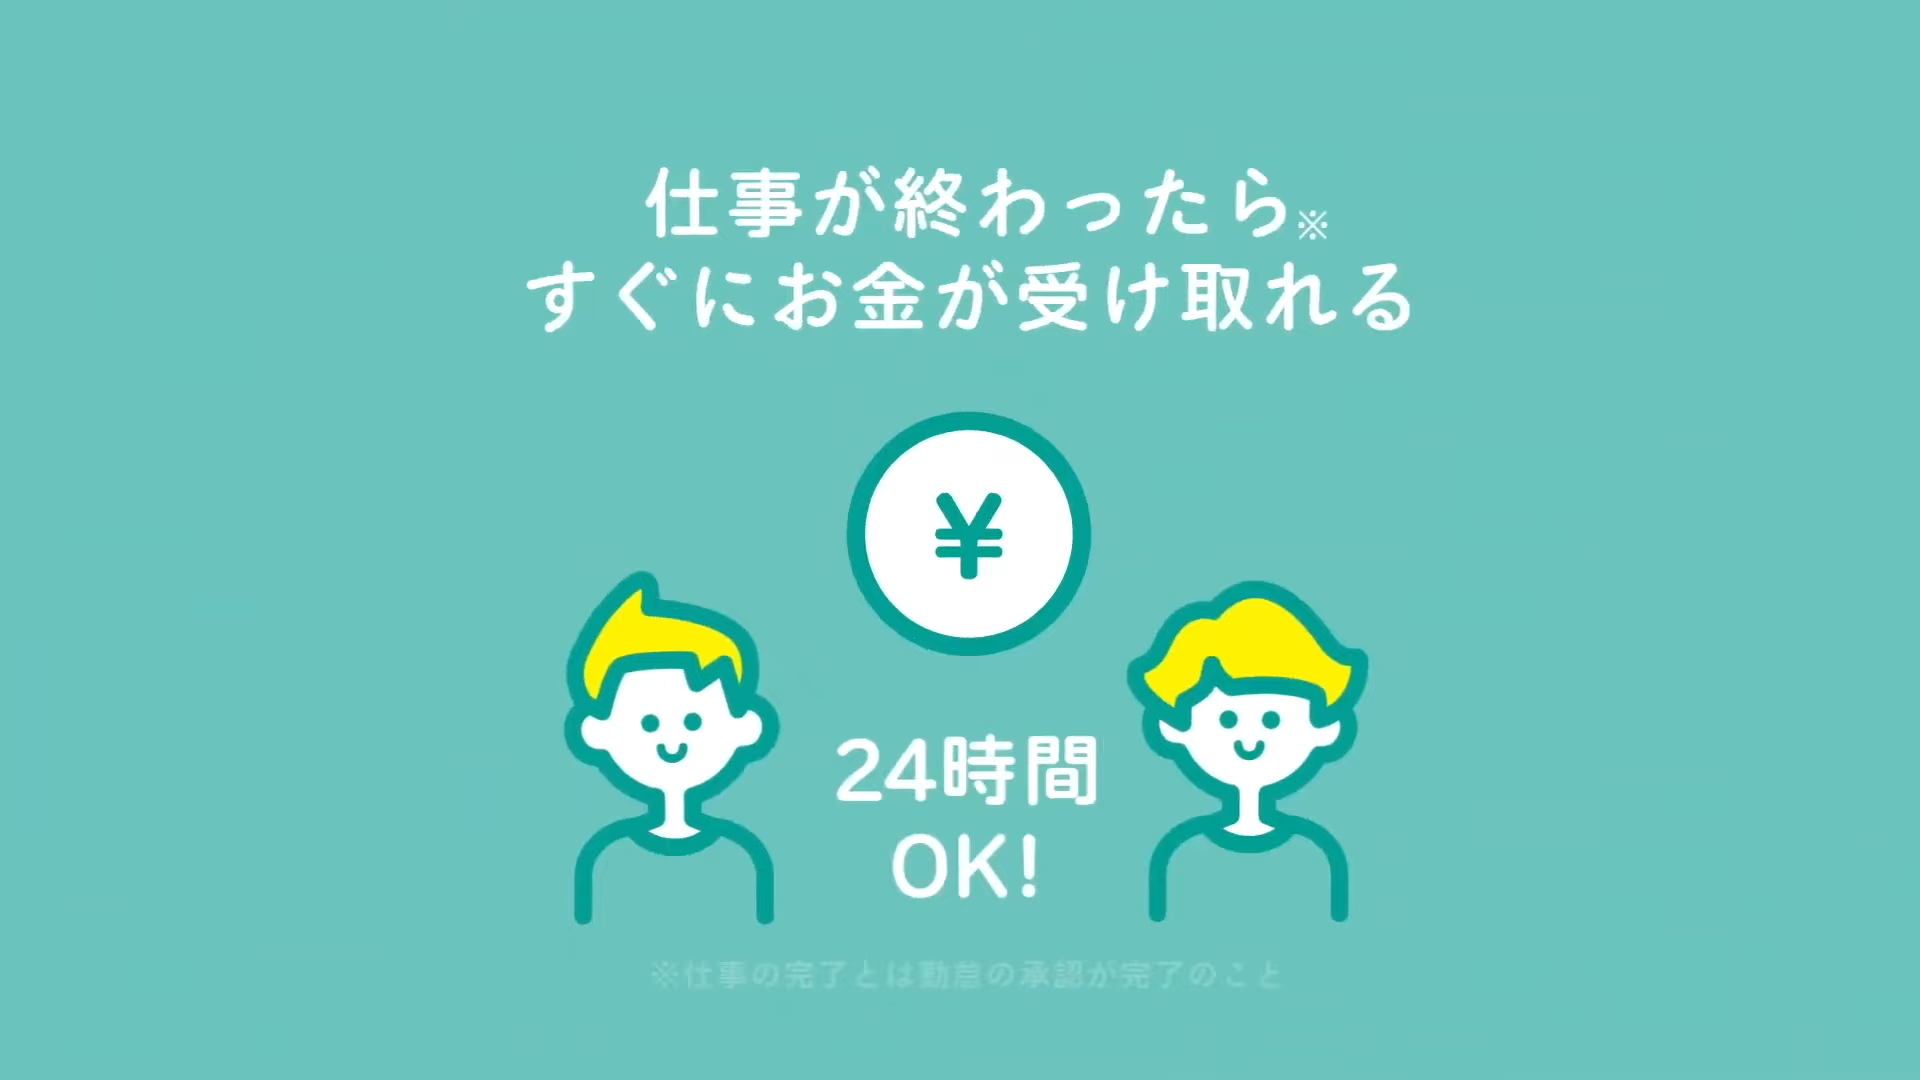 仕事が終わったら※
すぐにお金が受け取れる
¥
24時間
OK!
※仕事の完了とは勤怠の承認が完了のこと